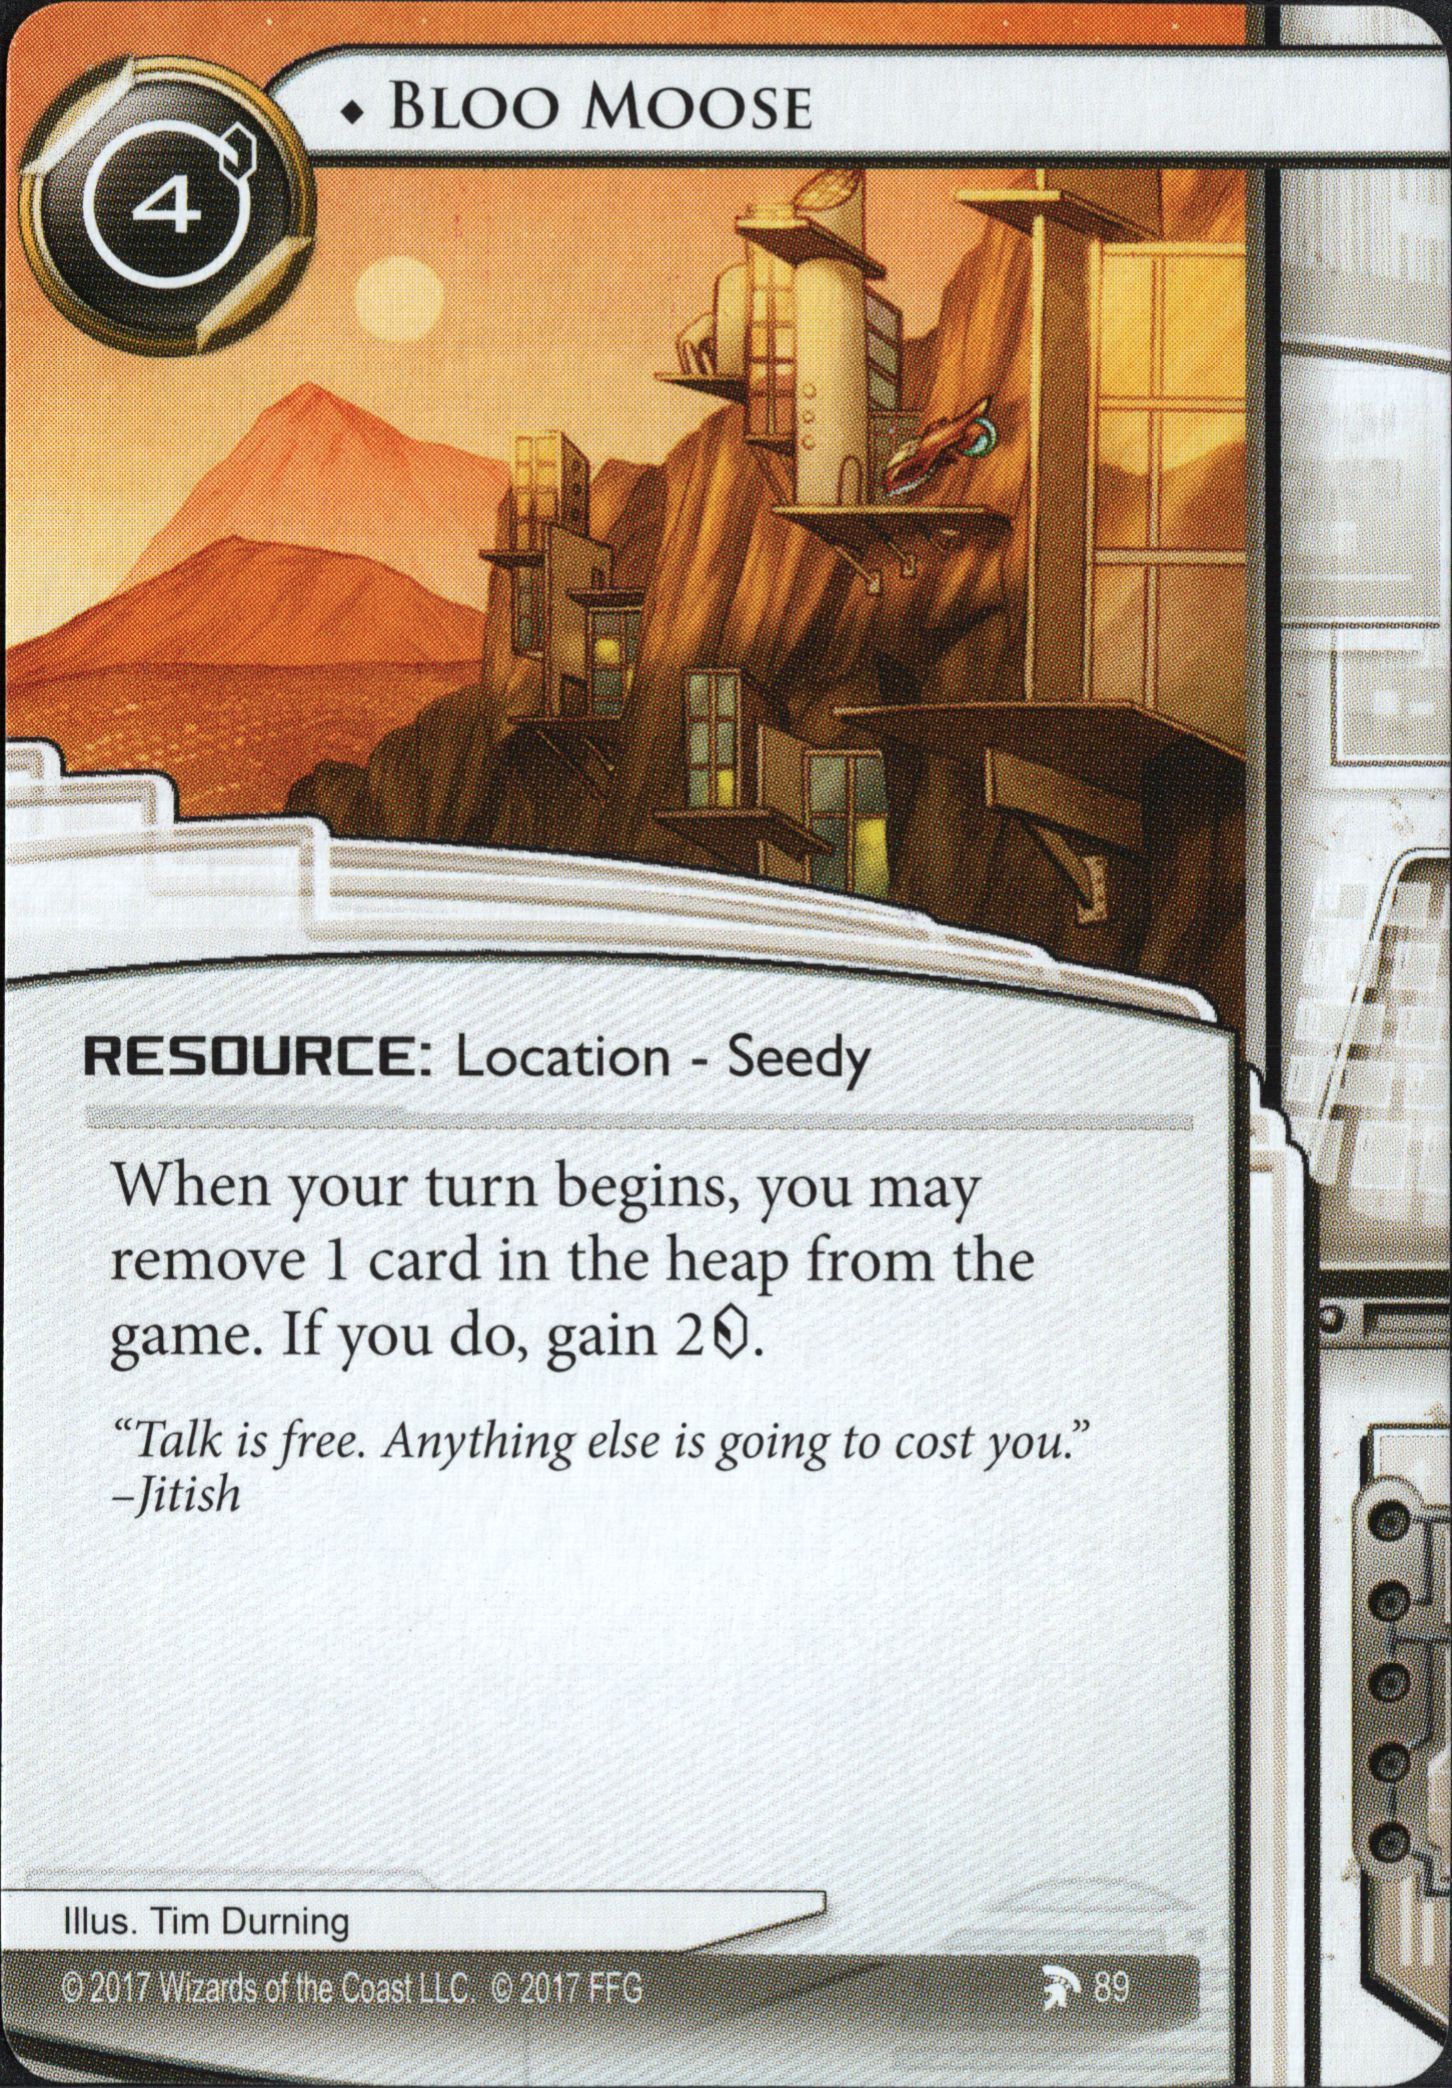 4
◆ BLOO MOOSE
RESOURCE: Location - Seedy
When your turn begins, you may
remove 1 card in the heap from the
game. If you do, gain 2.
“Talk is free. Anything else is going to cost you.”
–Jitish
Illus. Tim Durning
© 2017 Wizards of the Coast LLC. © 2017 FFG
89